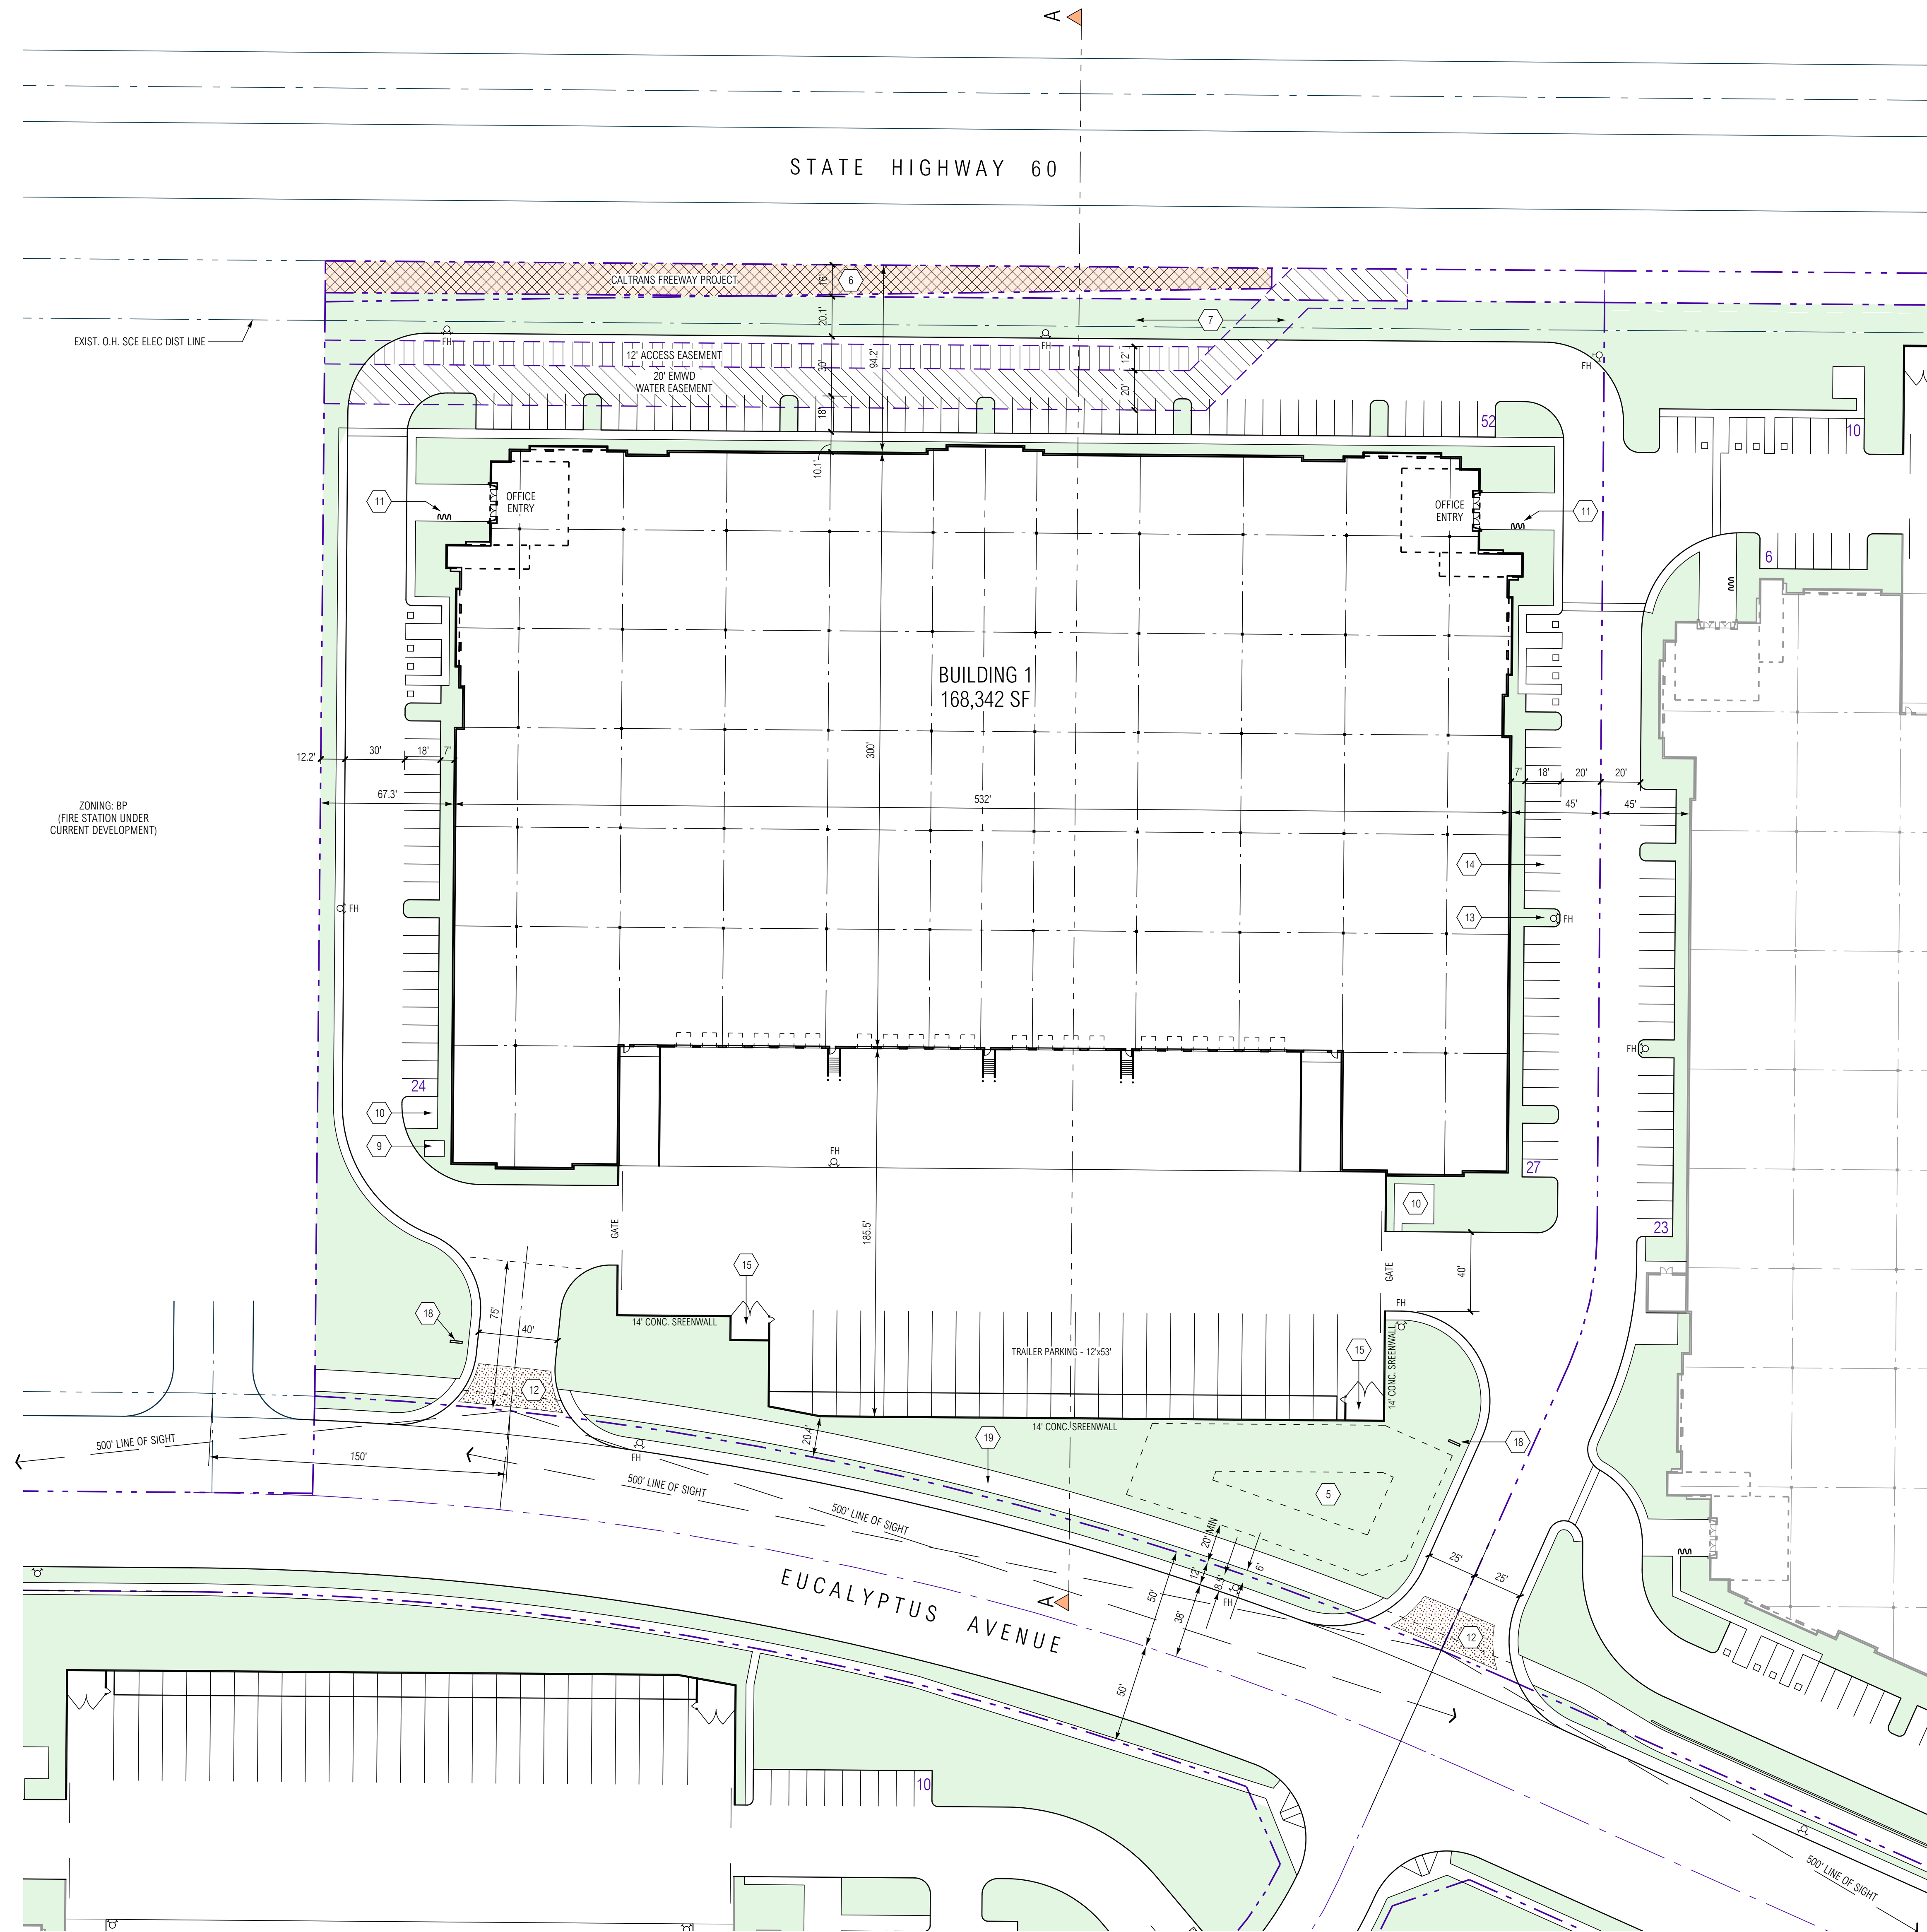 A
STATE HIGHWAY 60
CALTRANS FREEWAY PROJECT
16'
6
20.1'
94.2'
7
EXIST. O.H. SCE ELEC DIST LINE
FH
FH
FH
12' ACCESS EASEMENT
30'
12'
20' EMWD
WATER EASEMENT
20'
18'
52
10
10.1'
11
OFFICE
ENTRY
OFFICE
ENTRY
11
6
BUILDING 1
168,342 SF
12.2'
30'
18'
7'
300'
7'
18'
20'
20'
67.3'
532'
45'
45'
ZONING: BP
(FIRE STATION UNDER
CURRENT DEVELOPMENT)
14
FH
13
FH
FH
24
10
9
FH
27
10
23
GATE
185.5'
GATE
40'
15
18
75'
40'
14' CONC. SREENWALL
FH
TRAILER PARKING - 12'x53'
15
14' CONC. SREENWALL
12
14' CONC. SREENWALL
20.4'
19
18
500' LINE OF SIGHT
150'
FH
500' LINE OF SIGHT
5
500' LINE OF SIGHT
20' MIN
6'
12'
8.5'
FH
50'
38'
25'
25'
EUCALYPTUS AVENUE
A
12
50'
10
500' LINE OF SIGHT